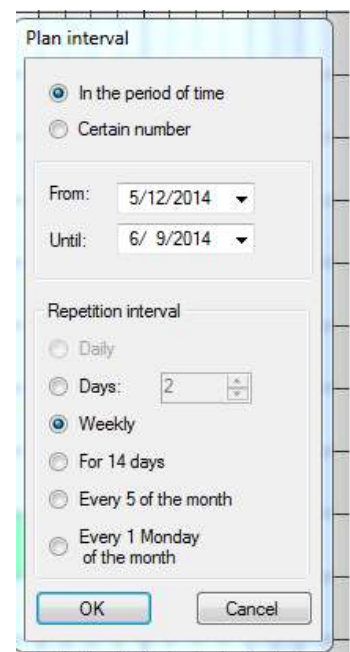 Plan interval
In the period of time
Certain number
From: 5/12/2014
Until: 6/ 9/2014
Repetition interval
Daily
Days: 2
Weekly
For 14 days
Every 5 of the month
Every 1 Monday
of the month
OK Cancel